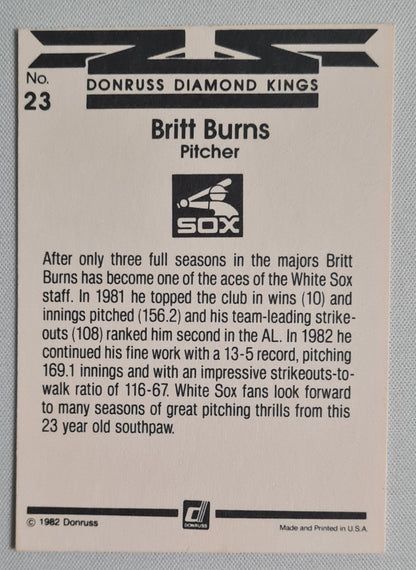 No.
23
DONRUSS DIAMOND KINGS
Britt Burns
Pitcher
SOX
After only three full seasons in the majors Britt
Burns has become one of the aces of the White Sox
staff. In 1981 he topped the club in wins (10) and
innings pitched (156.2) and his team-leading strike-
outs (108) ranked him second in the AL. In 1982 he
continued his fine work with a 13-5 record, pitching
169.1 innings and with an impressive strikeouts-to-
walk ratio of 116-67. White Sox fans look forward
to many seasons of great pitching thrills from this
23 year old southpaw.
© 1982 Donruss
d
DONRUSS
Made and Printed in U.S.A.